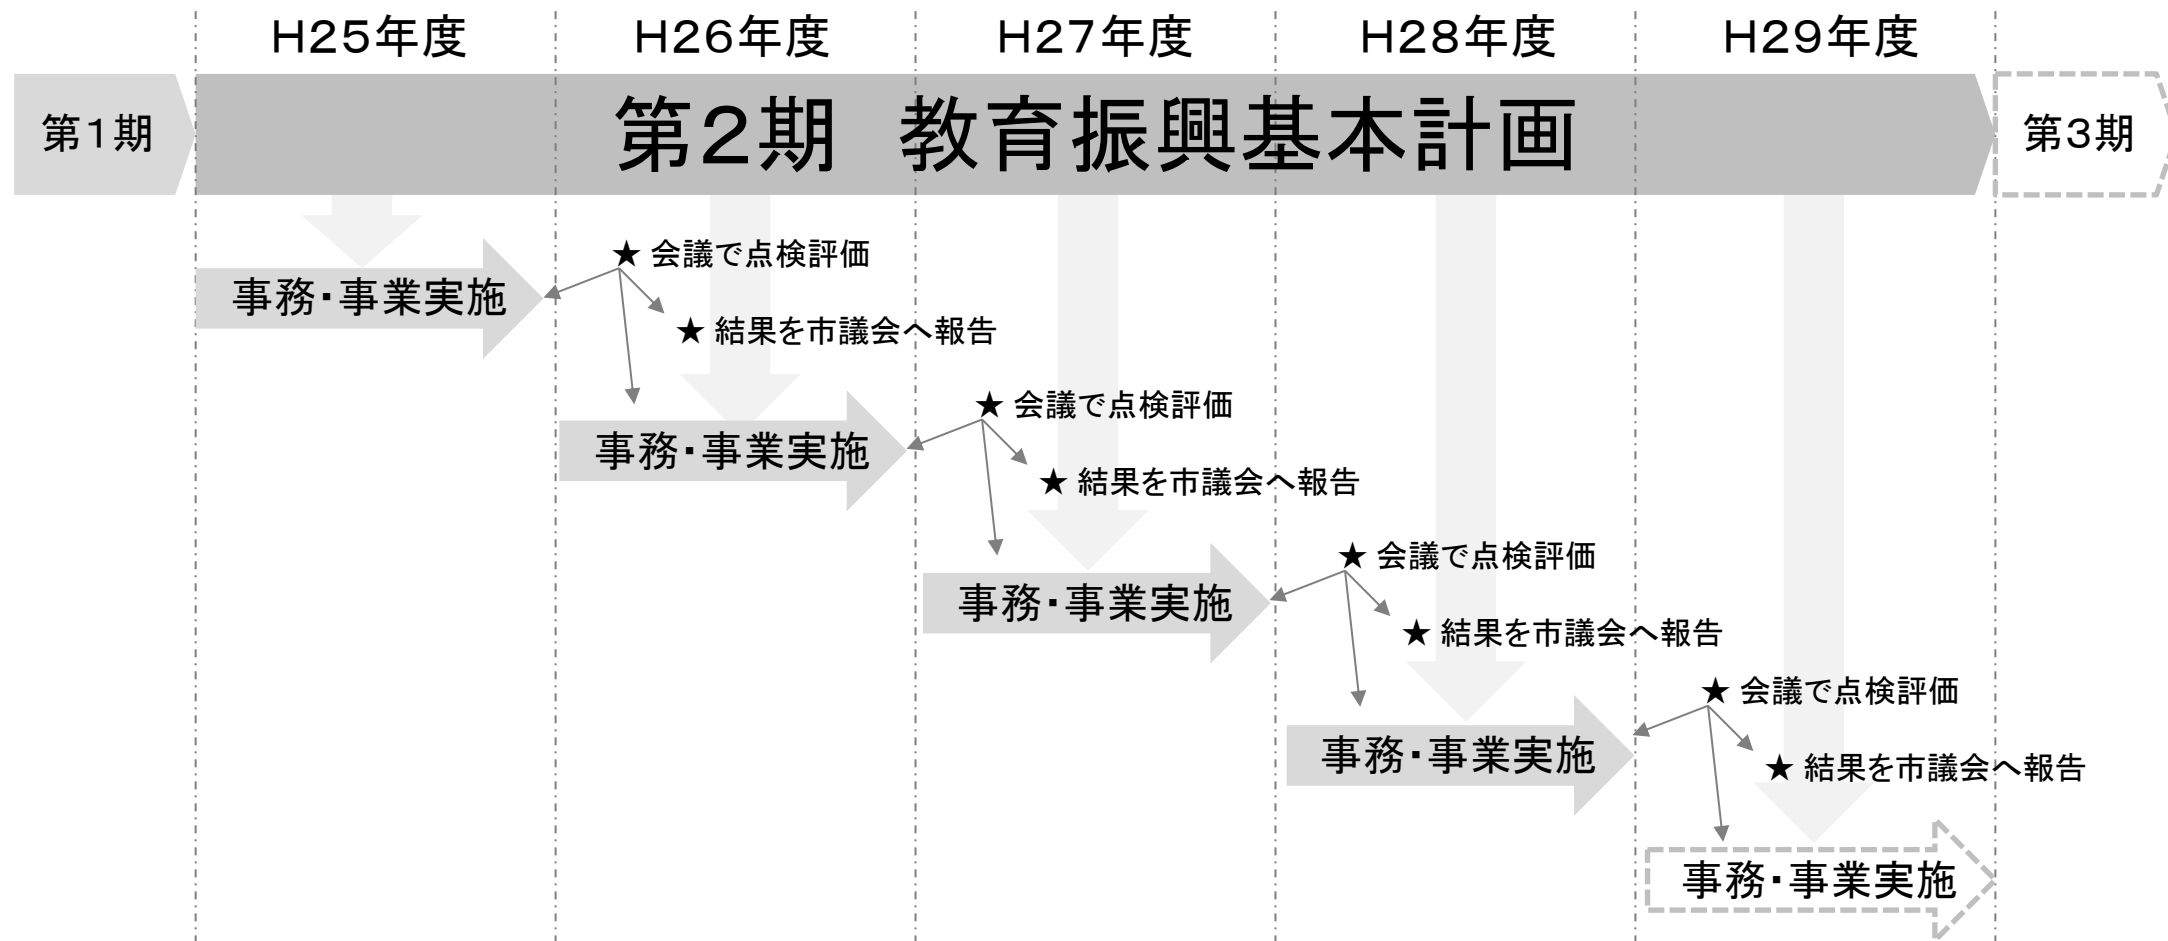 H25年度 H26年度 H27年度 H28年度 H29年度
第1期 第2期　教育振興基本計画 第3期
★ 会議で点検評価
事務・事業実施
★ 結果を市議会へ報告
★ 会議で点検評価
事務・事業実施
★ 結果を市議会へ報告
★ 会議で点検評価
事務・事業実施
★ 結果を市議会へ報告
★ 会議で点検評価
事務・事業実施
★ 結果を市議会へ報告
事務・事業実施